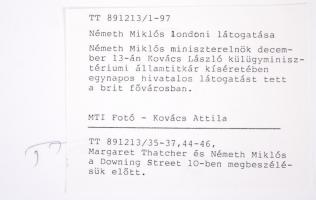 TT 891213/1-97
Németh Miklós londoni látogatása
Németh Miklós miniszterelnök decem-
ber 13-án Kovács László külügyminisz-
tériumi államtitkár kíséretében
egynapos hivatalos látogatást tett
a brit fővárosban.
MTI Fotó - Kovács Attila
TT 891213/35-37,44-46,
Margaret Thatcher és Németh Miklós
a Downing Street 10-ben megbeszélé-
sük előtt.